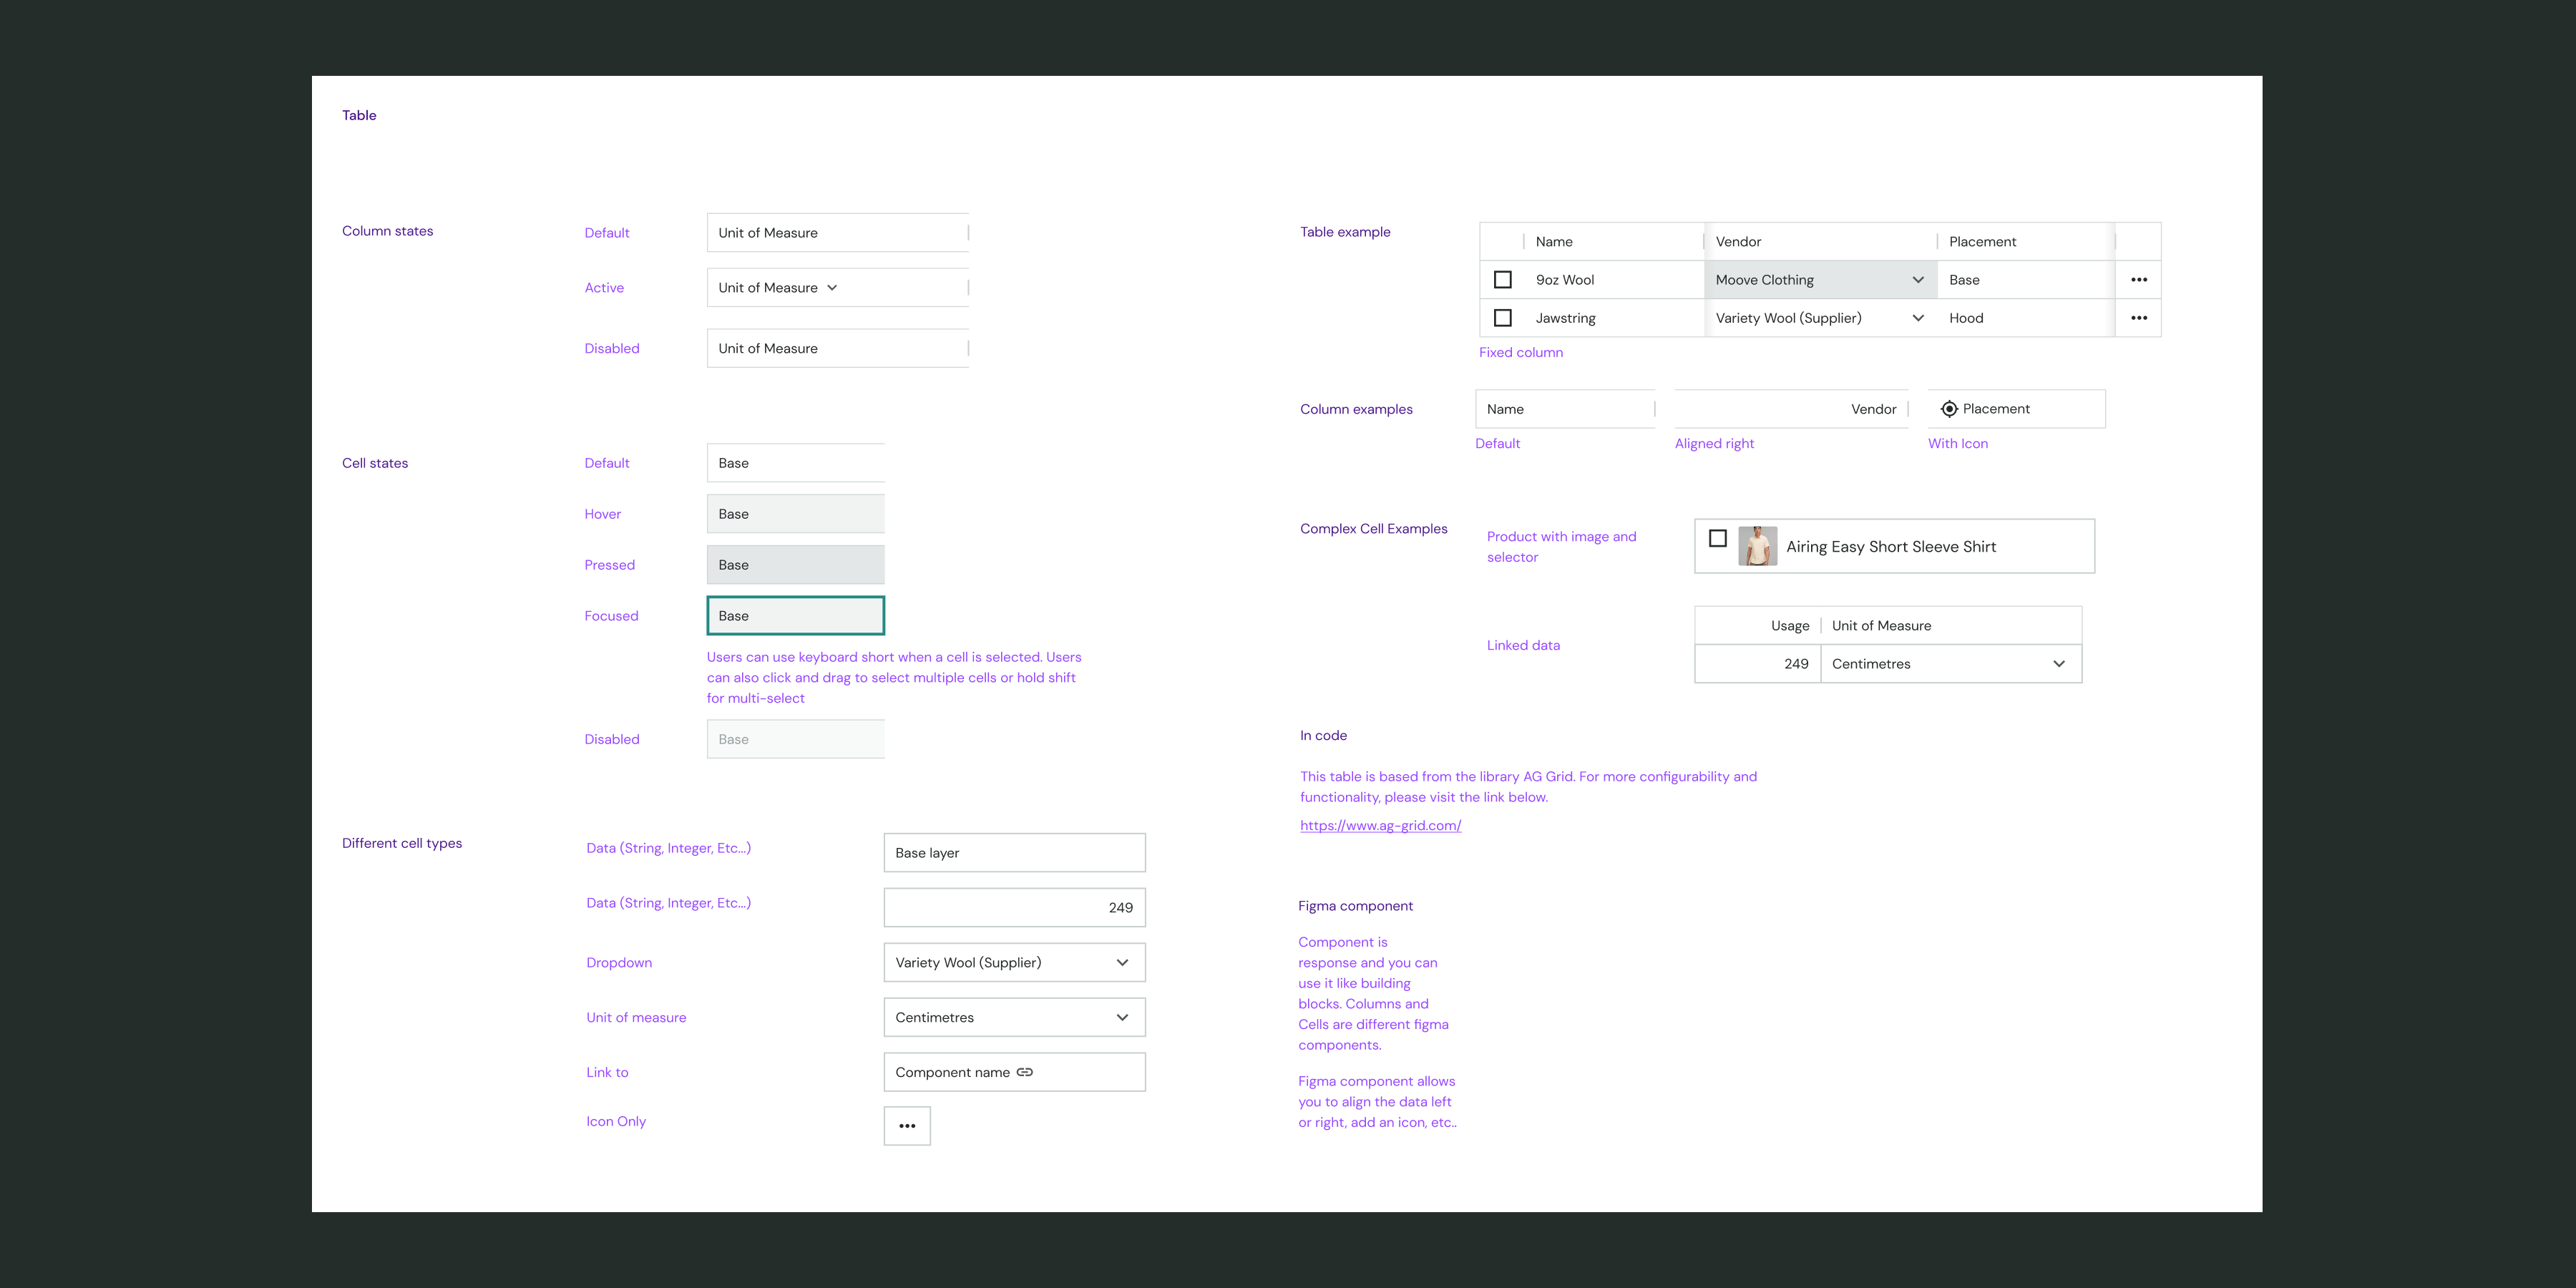 Table
Column states
Default
Unit of Measure
Active
Unit of Measure
Disabled
Unit of Measure
Cell states
Default
Base
Hover
Base
Pressed
Base
Focused
Base
Users can use keyboard short when a cell is selected. Users
can also click and drag to select multiple cells or hold shift
for multi-select
Disabled
Base
Different cell types
Data (String, Integer, Etc...)
Base layer
Data (String, Integer, Etc...)
249
Dropdown
Variety Wool (Supplier)
Unit of measure
Centimetres
Link to
Component name
Icon Only
Table example
Name Vendor Placement
9oz Wool Moove Clothing Base
Jawstring Variety Wool (Supplier) Hood
Fixed column
Column examples
Name Vendor Placement
Default Aligned right With Icon
Complex Cell Examples
Product with image and
selector
Airing Easy Short Sleeve Shirt
Linked data
Usage Unit of Measure
249 Centimetres
In code
This table is based from the library AG Grid. For more configurability and
functionality, please visit the link below.
https://www.ag-grid.com/
Figma component
Component is
response and you can
use it like building
blocks. Columns and
Cells are different figma
components.
Figma component allows
you to align the data left
or right, add an icon, etc..